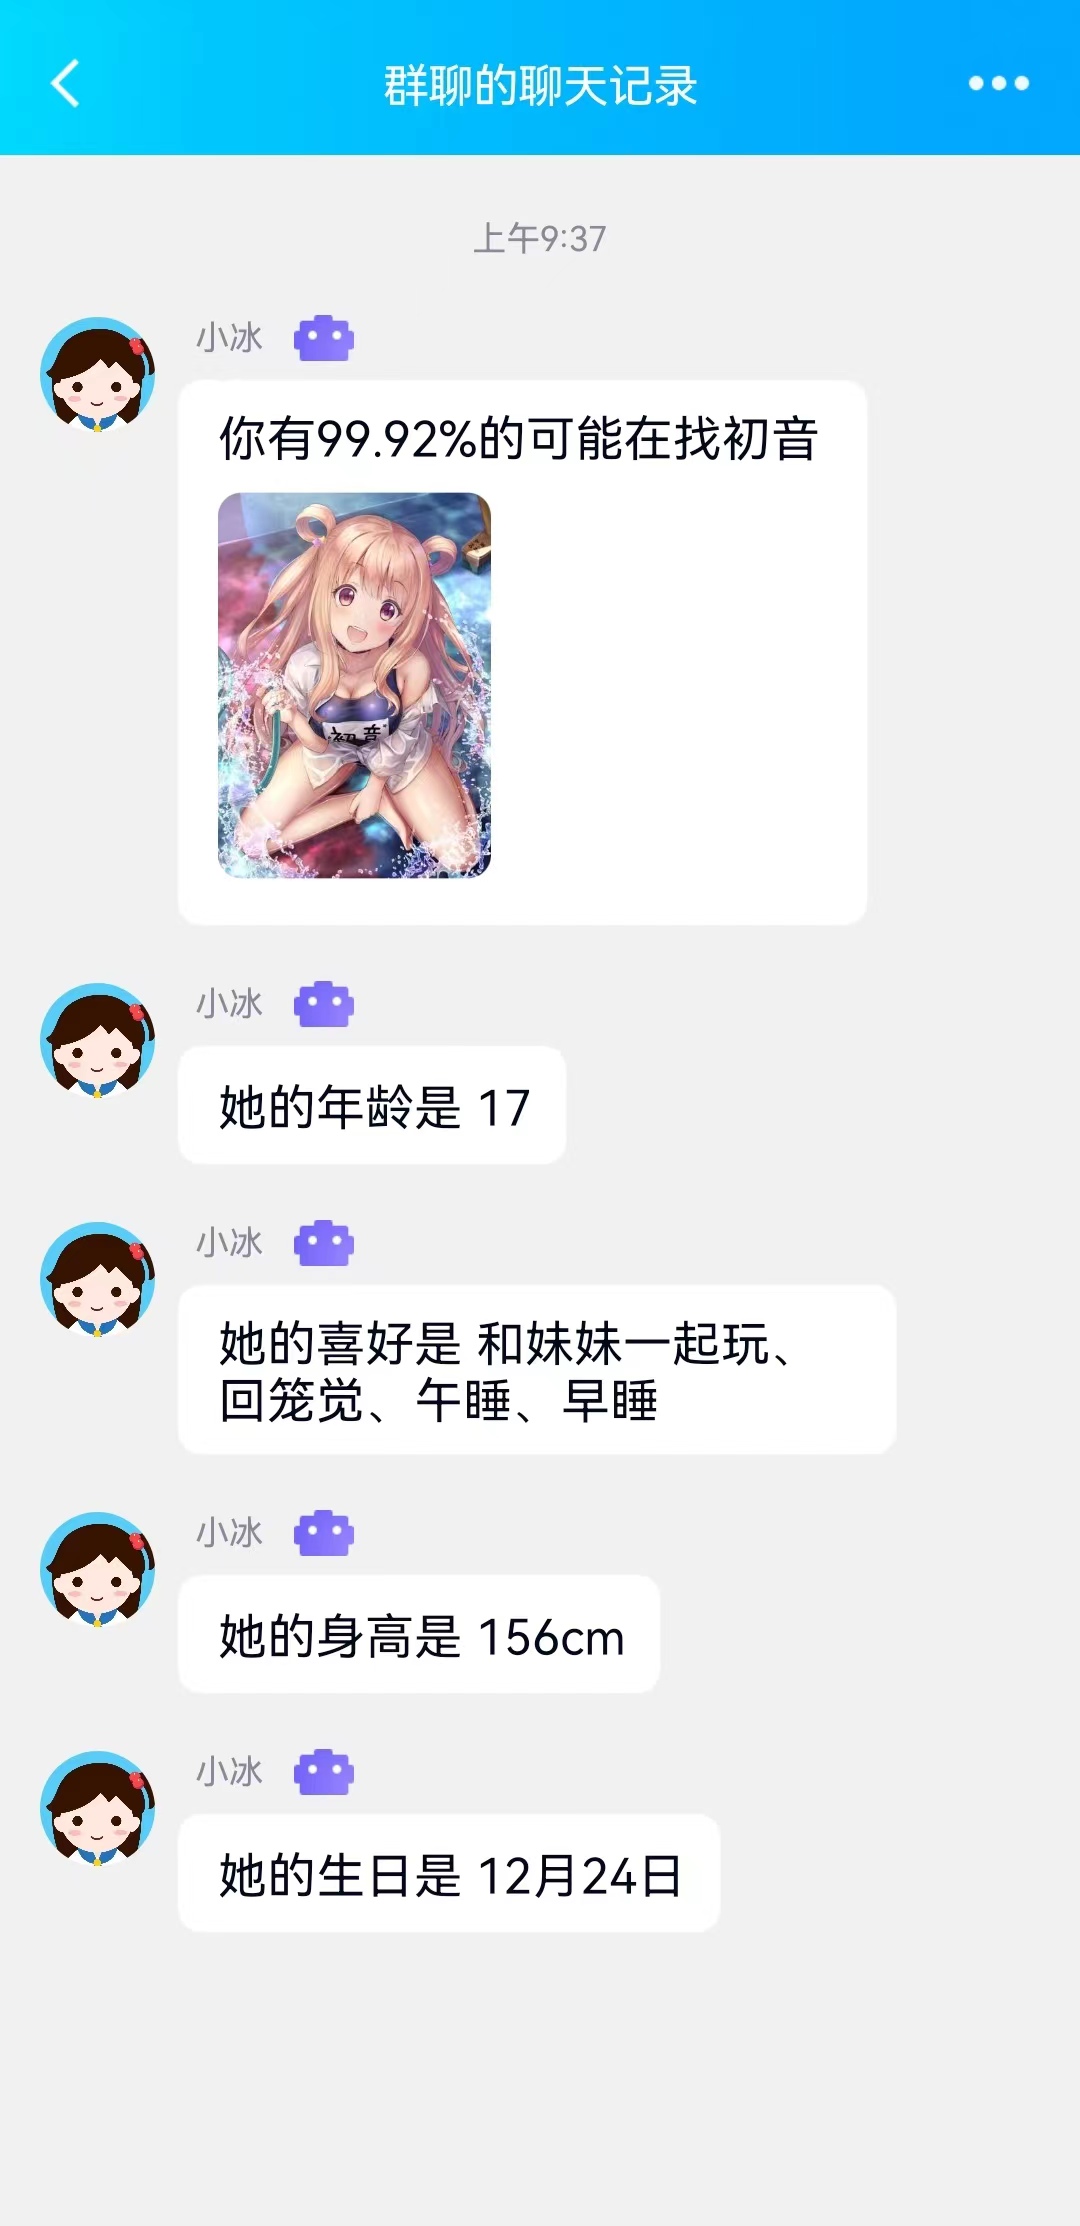 群聊的聊天记录
上午9:37
小冰
你有99.92%的可能在找初音
初音
小冰
她的年龄是 17
小冰
她的喜好是 和妹妹一起玩、
回笼觉、午睡、早睡
小冰
她的身高是 156cm
小冰
她的生日是 12月24日